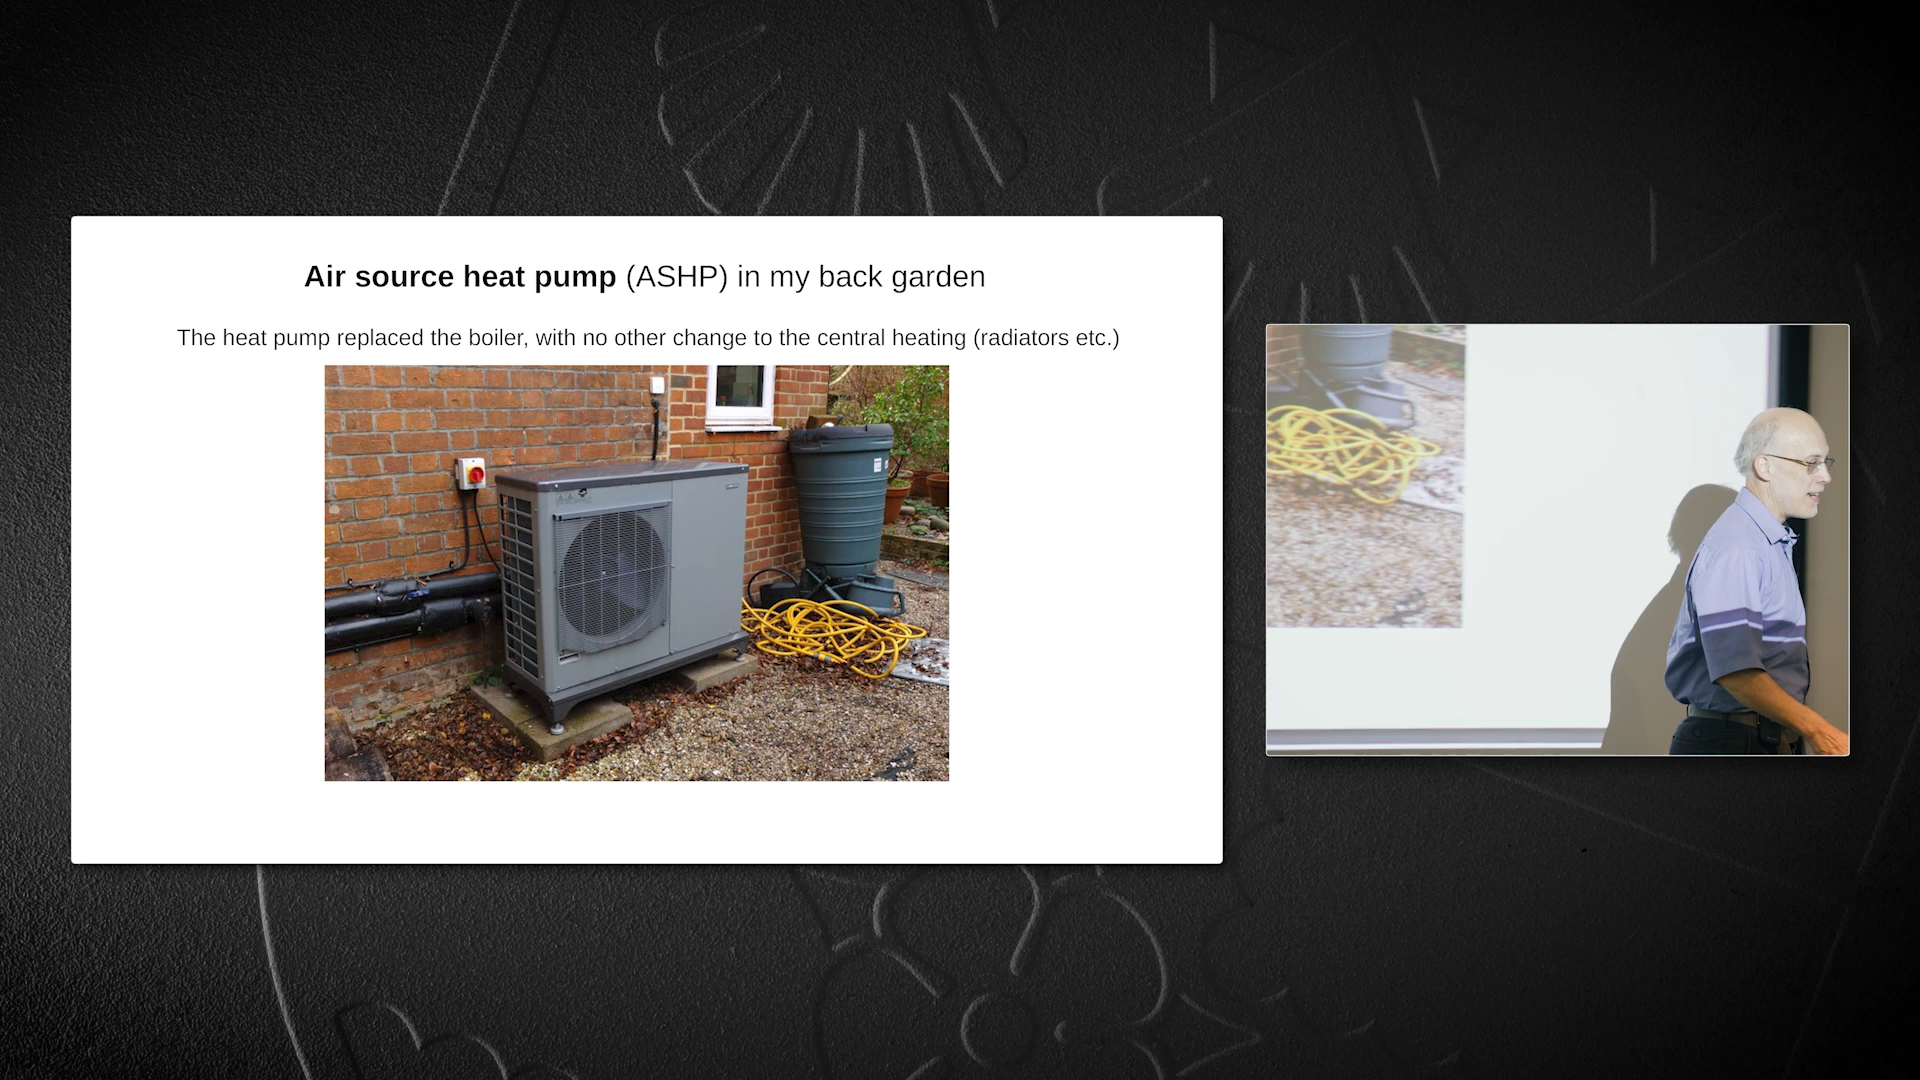 Air source heat pump (ASHP) in my back garden
The heat pump replaced the boiler, with no other change to the central heating (radiators etc.)